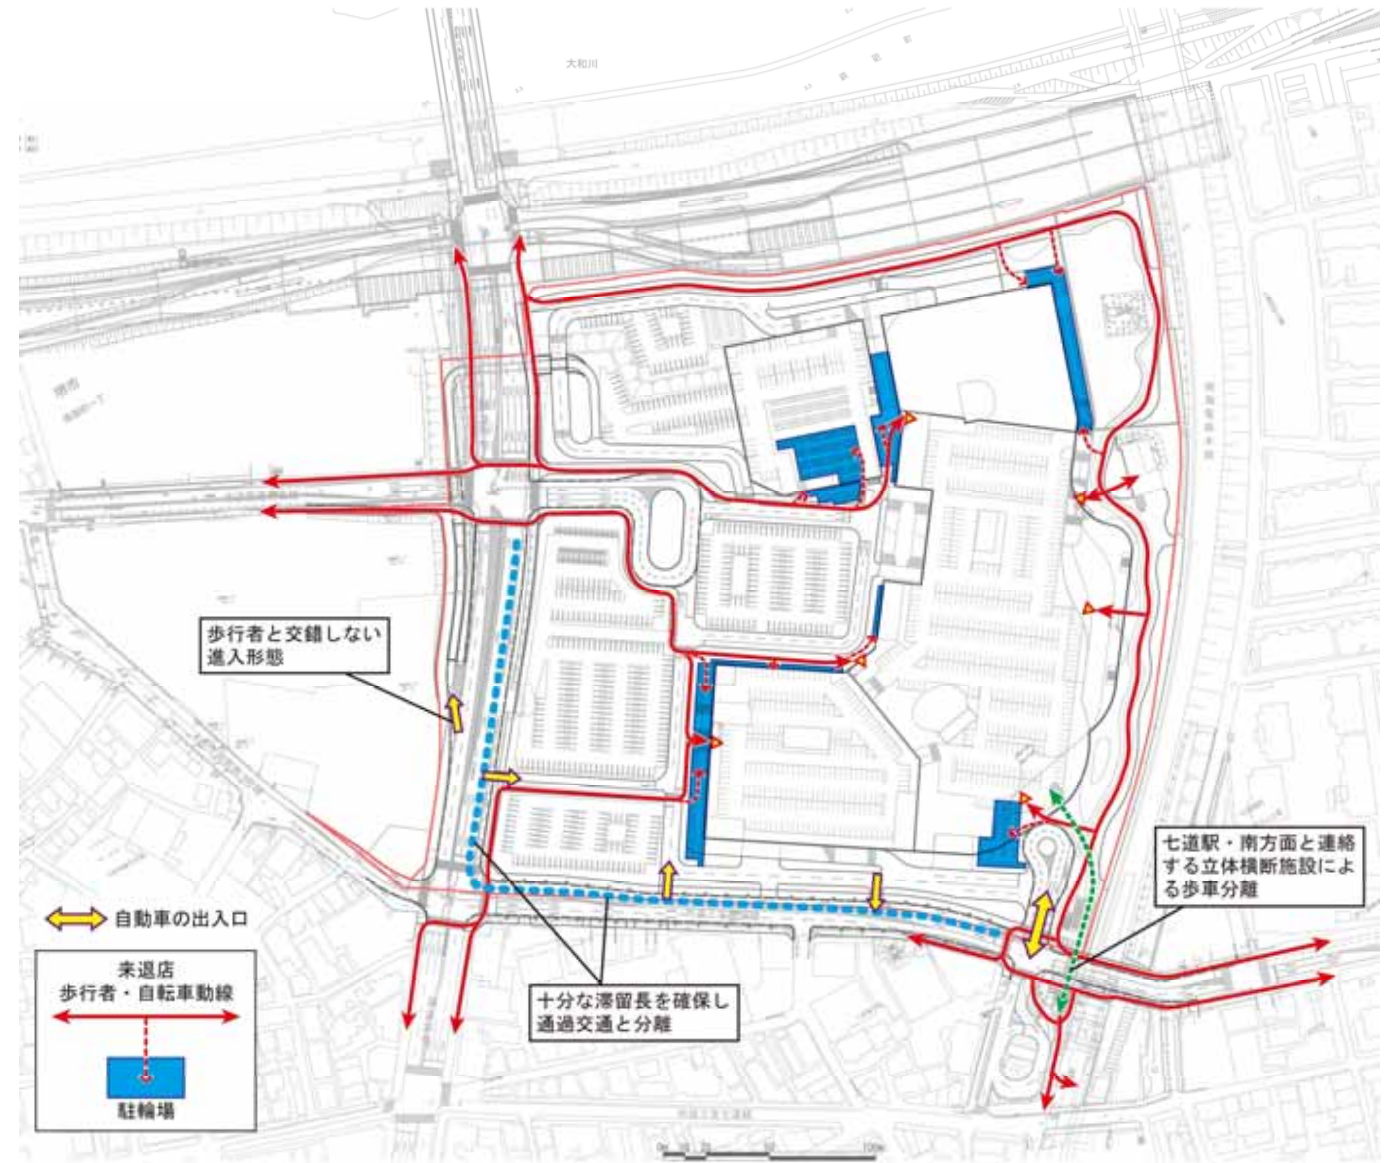 大和川
堺市
歩行者と交錯しない
進入形態
七道駅・南方面と連絡
する立体横断施設によ
る歩車分離
自動車の出入口
来退店
歩行者・自転車動線
駐輪場
十分な滞留長を確保し
通過交通と分離